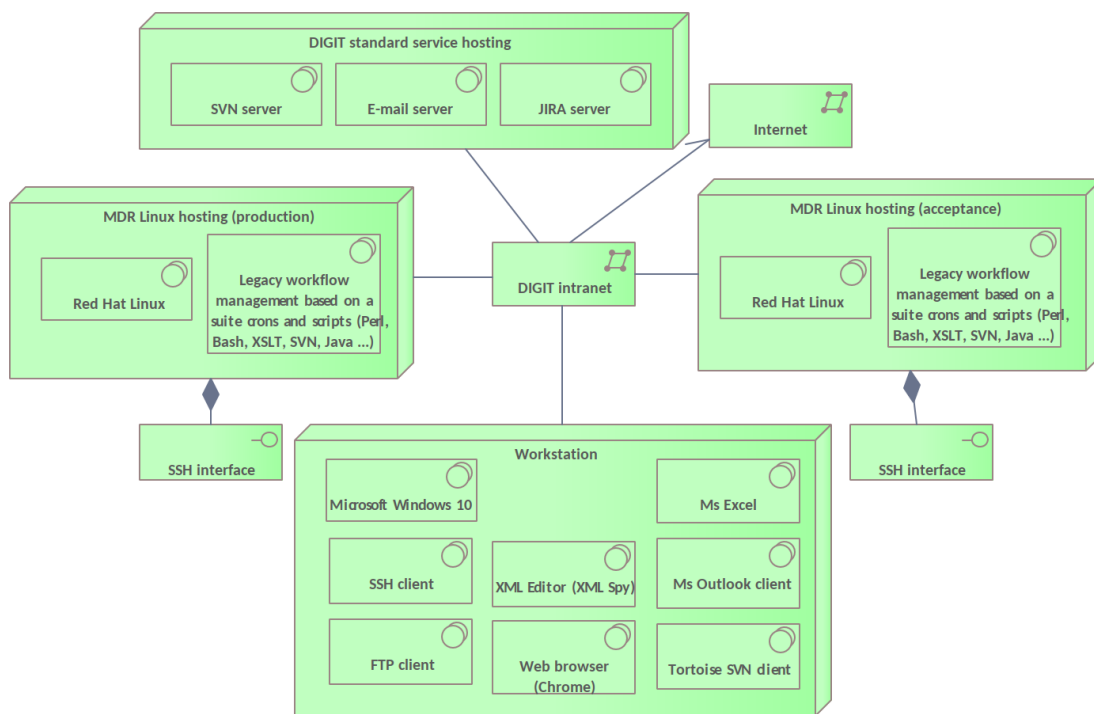 DIGIT standard service hosting
SVN server
E-mail server
JIRA server
Internet
MDR Linux hosting (production)
Red Hat Linux
Legacy workflow
management based on a
suite crons and scripts (Perl,
Bash, XSLT, SVN, Java ...)
DIGIT intranet
MDR Linux hosting (acceptance)
Red Hat Linux
Legacy workflow
management based on a
suite crons and scripts (Perl,
Bash, XSLT, SVN, Java ...)
SSH interface
SSH interface
Workstation
Microsoft Windows 10
Ms Excel
SSH client
XML Editor (XML Spy)
Ms Outlook client
FTP client
Web browser
(Chrome)
Tortoise SVN client